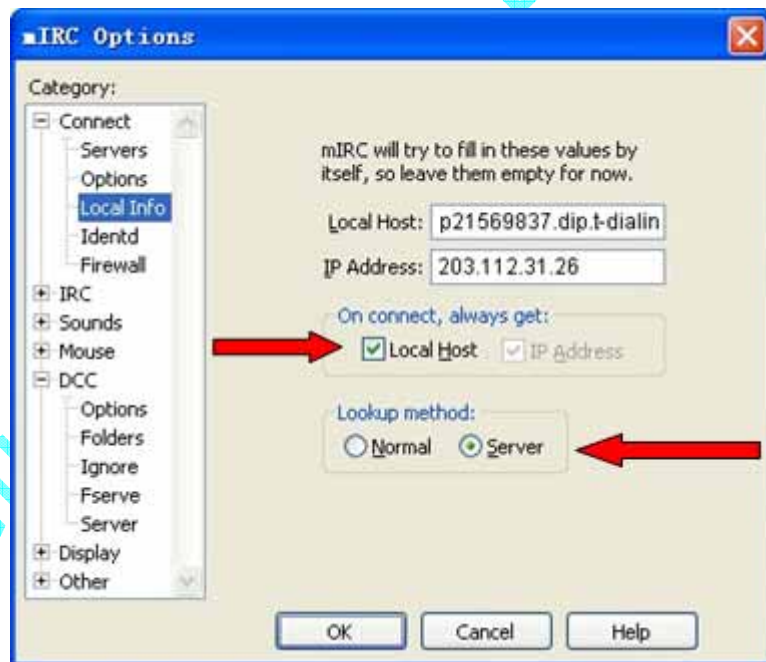 mIRC Options
Category:
Connect
Servers
Options
Local Info
Identd
Firewall
IRC
Sounds
Mouse
DCC
Options
Folders
Ignore
Fserve
Server
Display
Other
mIRC will try to fill in these values by
itself, so leave them empty for now.
Local Host: p21569837.dip.t-dialin
IP Address: 203.112.31.26
On connect, always get:
Local Host IP Address
Lookup method:
Normal Server
OK Cancel Help